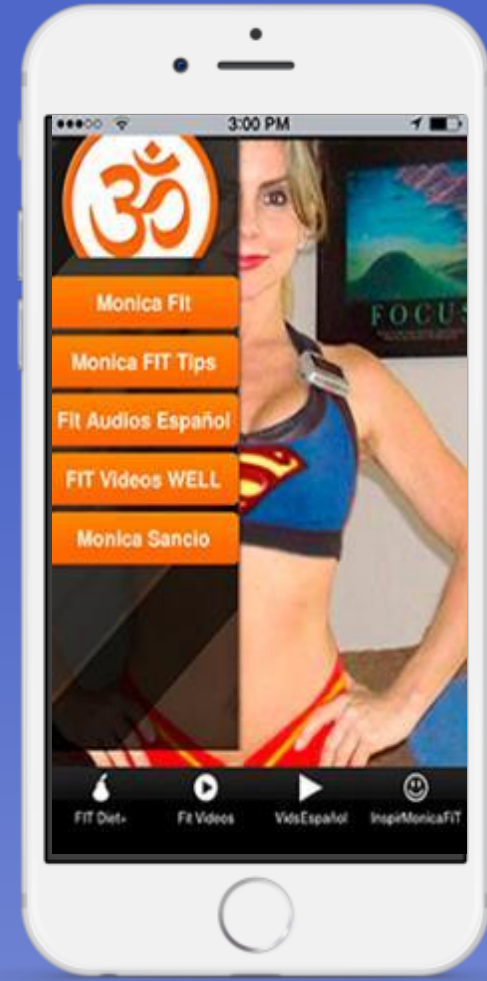 3:00 PM
ॐ
FOCUS
Monica Fit
Monica FIT Tips
Fit Audios Español
FIT Videos WELL
Monica Sancio
FIT Diet»
Fit Videos
VidsEspañol
InspirMonicaFiT